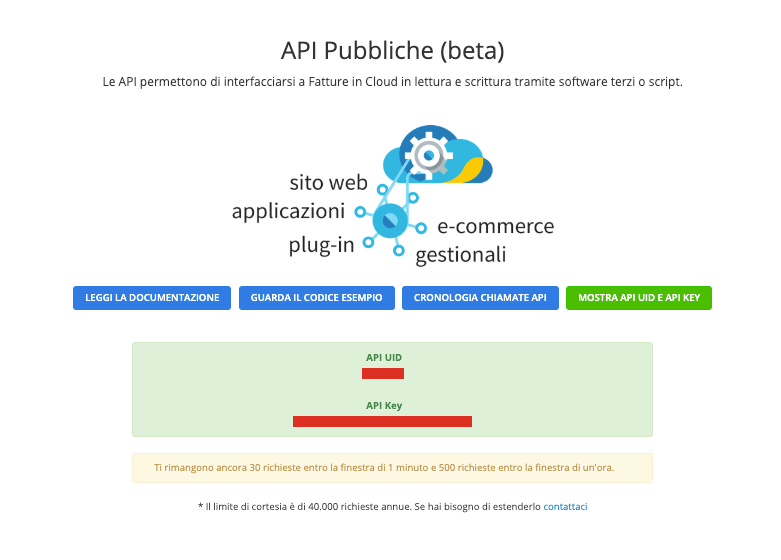 API Pubbliche (beta)
Le API permettono di interfacciarsi a Fatture in Cloud in lettura e scrittura tramite software terzi o script.
sito web
applicazioni
plug-in
e-commerce
gestionali
LEGGI LA DOCUMENTAZIONE
GUARDA IL CODICE ESEMPIO
CRONOLOGIA CHIAMATE API
MOSTRA API UID E API KEY
API UID
API Key
Ti rimangono ancora 30 richieste entro la finestra di 1 minuto e 500 richieste entro la finestra di un'ora.
* Il limite di cortesia è di 40.000 richieste annue. Se hai bisogno di estenderlo contattaci